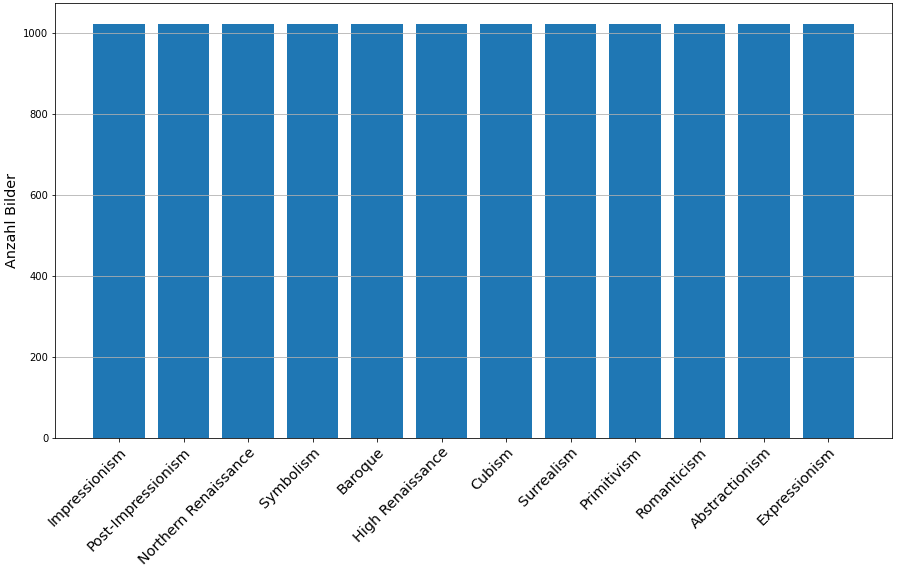 Anzahl Bilder
1000
800
600
400
200
0
Impressionism
Post-Impressionism
Northern Renaissance
Symbolism
Baroque
High Renaissance
Cubism
Surrealism
Primitivism
Romanticism
Abstractionism
Expressionism